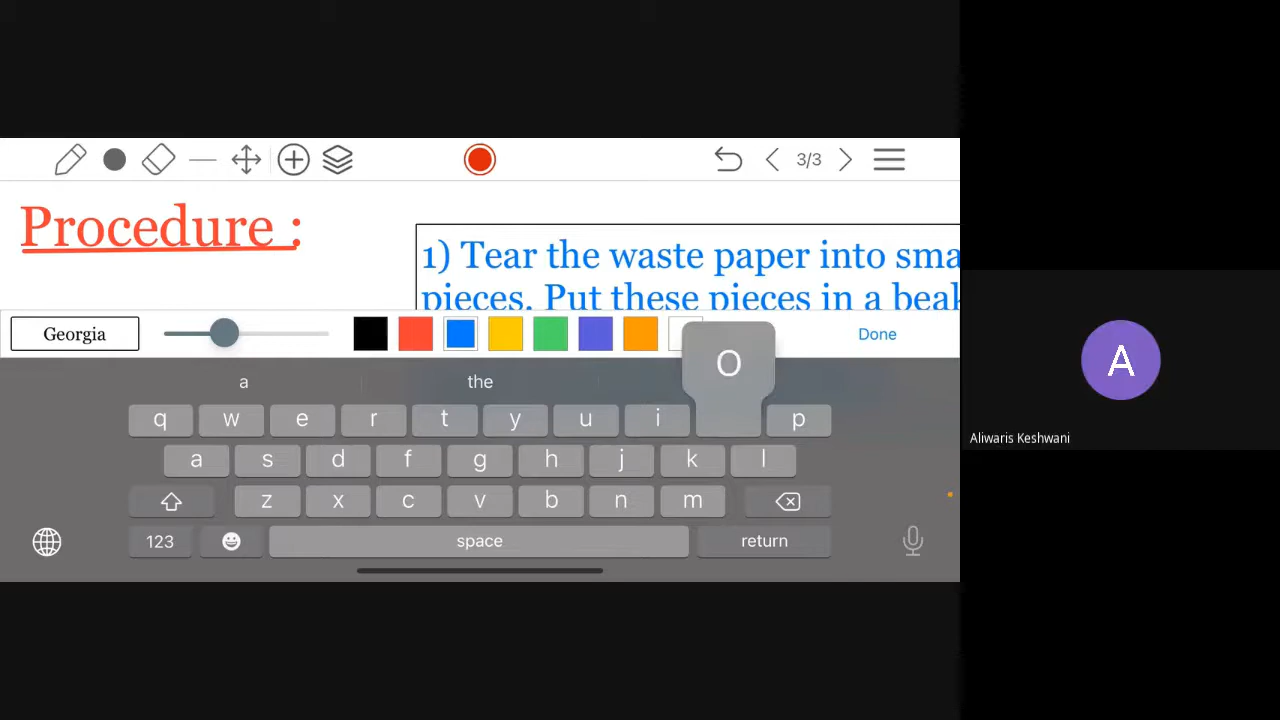 3/3
Procedure :
1) Tear the waste paper into sma
pieces. Put these pieces in a beak
Georgia
Done
a the
O
q w e r t y u i p
a s d f g h j k l
z x c v b n m
123 space return
A
Aliwaris Keshwani